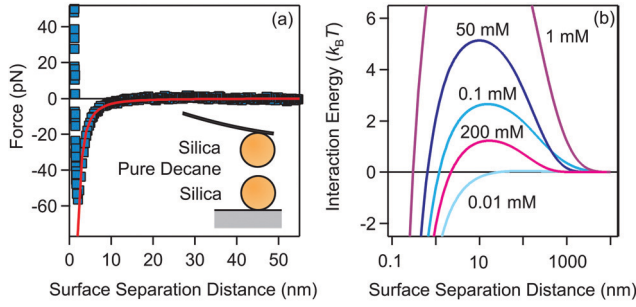 (a)
40
20
0
-20
-40
-60
Force (pN)
Silica
Pure Decane
Silica
0
10
20
30
40
50
Surface Separation Distance (nm)
(b)
6
4
2
0
-2
Interaction Energy (kBT)
50 mM
1 mM
0.1 mM
200 mM
0.01 mM
0.1
10
1000
Surface Separation Distance (nm)